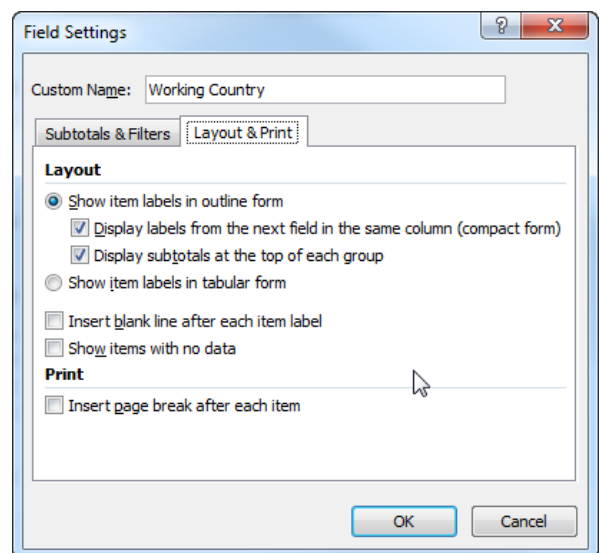 Field Settings
Custom Name: Working Country
Subtotals & Filters Layout & Print
Layout
Show item labels in outline form
Display labels from the next field in the same column (compact form)
Display subtotals at the top of each group
Show item labels in tabular form
Insert blank line after each item label
Show items with no data
Print
Insert page break after each item
OK Cancel